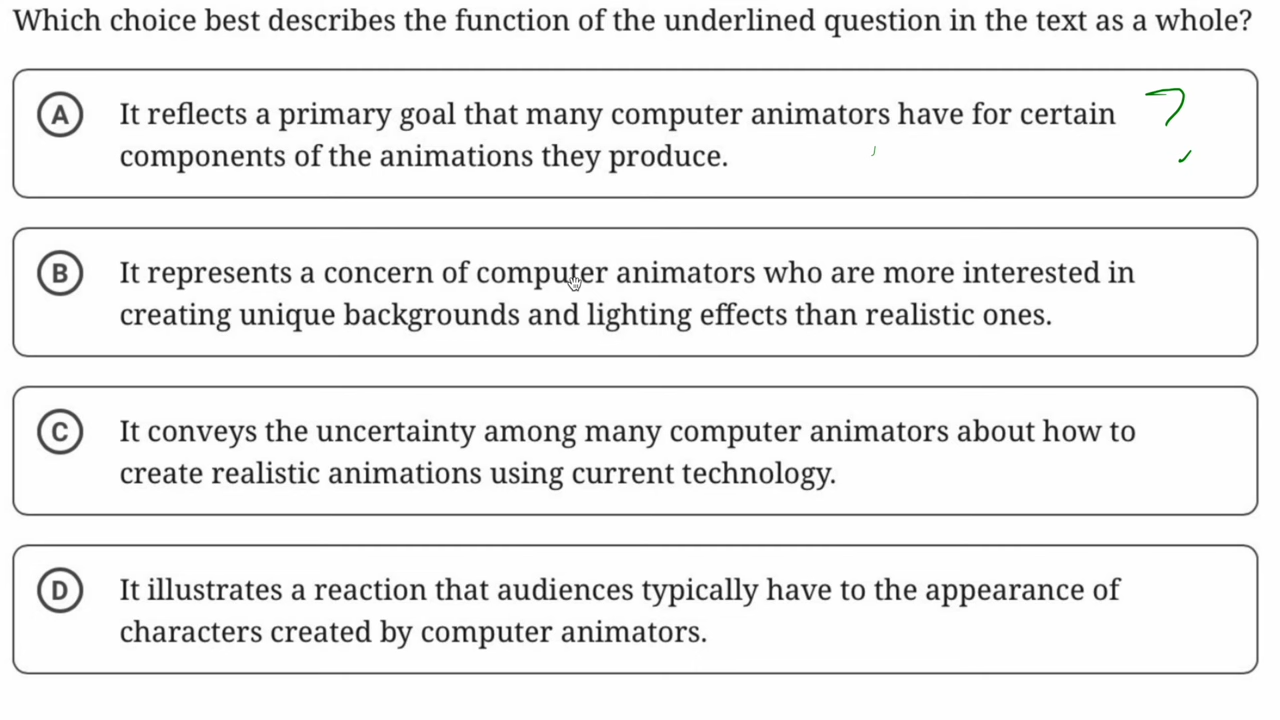 Which choice best describes the function of the underlined question in the text as a whole?
A It reflects a primary goal that many computer animators have for certain
components of the animations they produce.
B It represents a concern of computer animators who are more interested in
creating unique backgrounds and lighting effects than realistic ones.
C It conveys the uncertainty among many computer animators about how to
create realistic animations using current technology.
D It illustrates a reaction that audiences typically have to the appearance of
characters created by computer animators.